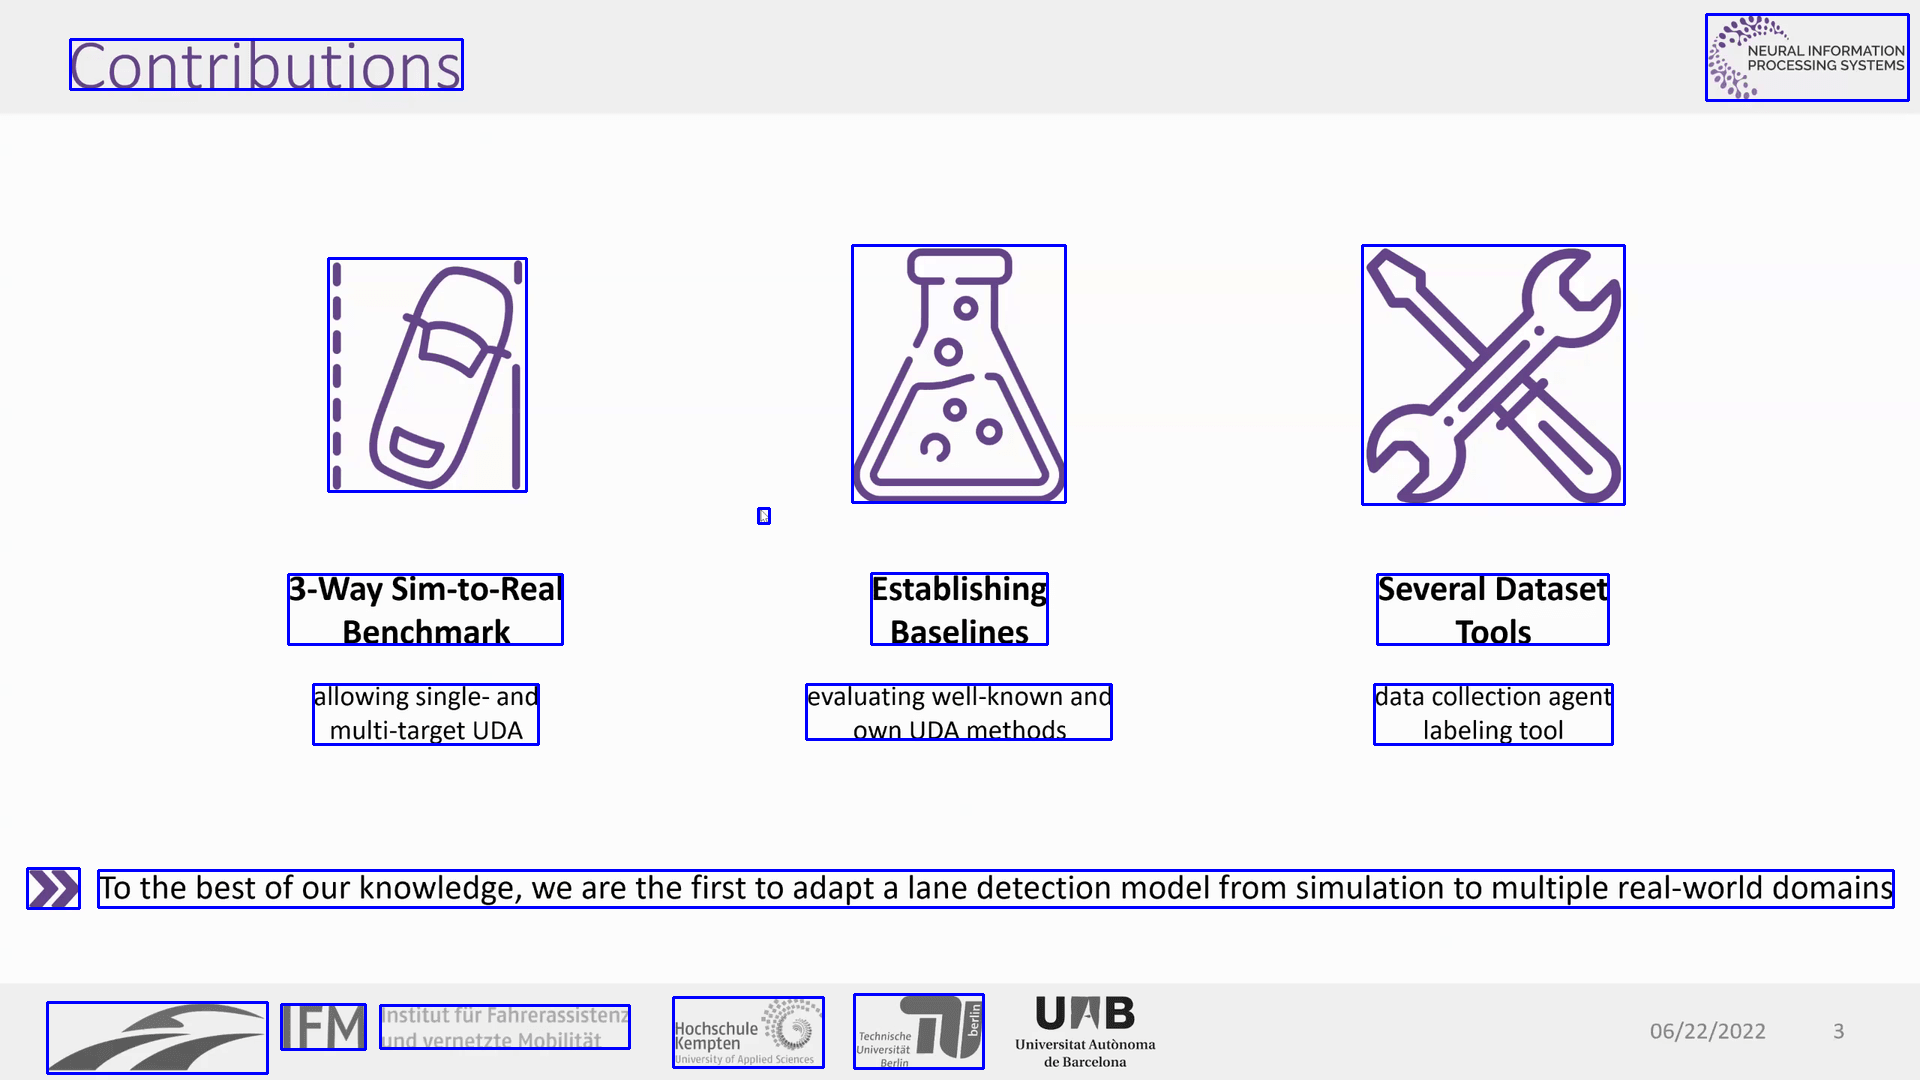 Contributions
NEURAL INFORMATION
PROCESSING SYSTEMS
3-Way Sim-to-Real
Benchmark
allowing single- and
multi-target UDA
Establishing
Baselines
evaluating well-known and
own UDA methods
Several Dataset
Tools
data collection agent
labeling tool
To the best of our knowledge, we are the first to adapt a lane detection model from simulation to multiple real-world domains
IFM
Institut für Fahrerassistenz
und vernetzte Mobilität
Hochschule
Kempten
University of Applied Sciences
Technische
Universität
Berlin
berlin
UAB
Universitat Autònoma
de Barcelona
06/22/2022
3